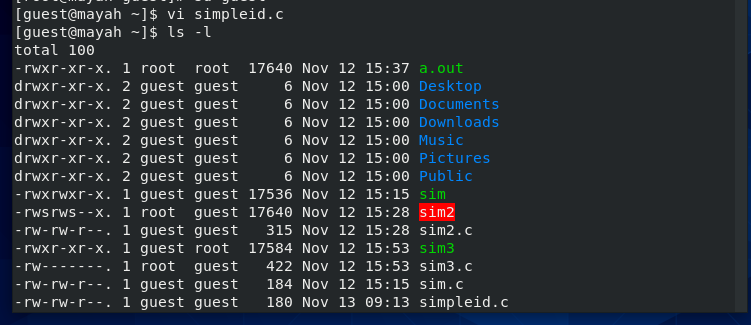 [guest@mayah ~]$ vi simpleid.c
[guest@mayah ~]$ ls -l
total 100
-rwxr-xr-x. 1 root  root  17640 Nov 12 15:37 a.out
drwxr-xr-x. 2 guest guest     6 Nov 12 15:00 Desktop
drwxr-xr-x. 2 guest guest     6 Nov 12 15:00 Documents
drwxr-xr-x. 2 guest guest     6 Nov 12 15:00 Downloads
drwxr-xr-x. 2 guest guest     6 Nov 12 15:00 Music
drwxr-xr-x. 2 guest guest     6 Nov 12 15:00 Pictures
drwxr-xr-x. 2 guest guest     6 Nov 12 15:00 Public
-rwxrwxr-x. 1 guest guest 17536 Nov 12 15:15 sim
-rwsrws--x. 1 root  guest 17640 Nov 12 15:28 sim2
-rw-rw-r--. 1 guest guest   315 Nov 12 15:28 sim2.c
-rwxr-xr-x. 1 guest root  17584 Nov 12 15:53 sim3
-rw-------. 1 root  guest   422 Nov 12 15:53 sim3.c
-rw-rw-r--. 1 guest guest   184 Nov 12 15:15 sim.c
-rw-rw-r--. 1 guest guest   180 Nov 13 09:13 simpleid.c